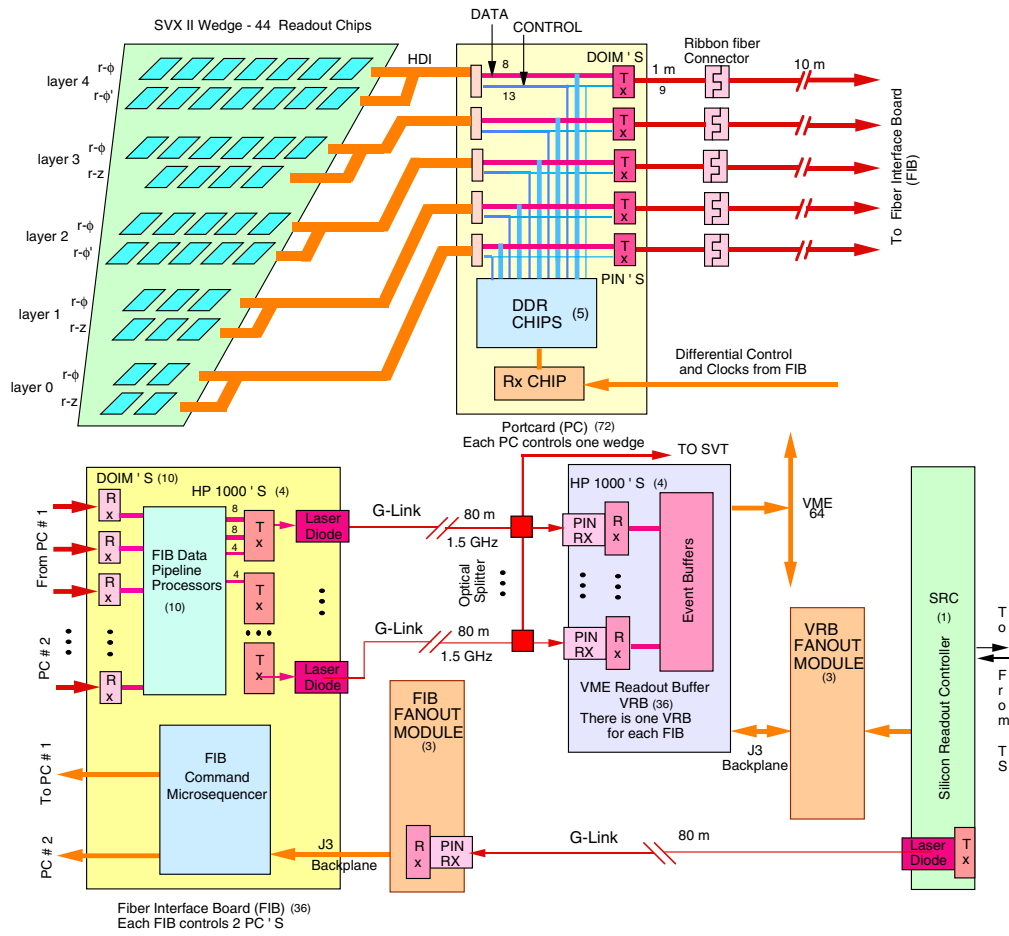 SVX II Wedge - 44 Readout Chips
DATA
CONTROL
HDI
8
13
DOIM ' S
Ribbon fiber
Connector
1 m
9
10 m
layer 4
r-ϕ
r-ϕ'
layer 3
r-ϕ
r-z
layer 2
r-ϕ
r-ϕ'
layer 1
r-ϕ
r-z
layer 0
r-ϕ
r-z
T
x
T
x
T
x
T
x
T
x
PIN ' S
To Fiber Interface Board
(FIB)
DDR
CHIPS
(5)
Rx CHIP
Differential Control
and Clocks from FIB
Portcard (PC) (72)
Each PC controls one wedge
DOIM ' S (10)
HP 1000 ' S (4)
From PC # 1
PC # 2
R
x
R
x
R
x
R
x
FIB Data
Pipeline
Processors
(10)
8
8
4
4
T
x
T
x
T
x
Laser
Diode
Laser
Diode
G-Link
80 m
1.5 GHz
G-Link
80 m
1.5 GHz
Optical
Splitter
TO SVT
HP 1000 ' S (4)
PIN
RX
R
x
PIN
RX
R
x
Event Buffers
VME Readout Buffer
VRB (36)
There is one VRB
for each FIB
VME
64
J3
Backplane
VRB
FANOUT
MODULE
(3)
SRC
(1)
Silicon Readout Controller
To
From TS
Laser
Diode
T
x
FIB
FANOUT
MODULE
(3)
R
x
PIN
RX
G-Link
80 m
J3
Backplane
FIB
Command
Microsequencer
To PC # 1
PC # 2
Fiber Interface Board (FIB) (36)
Each FIB controls 2 PC ' S